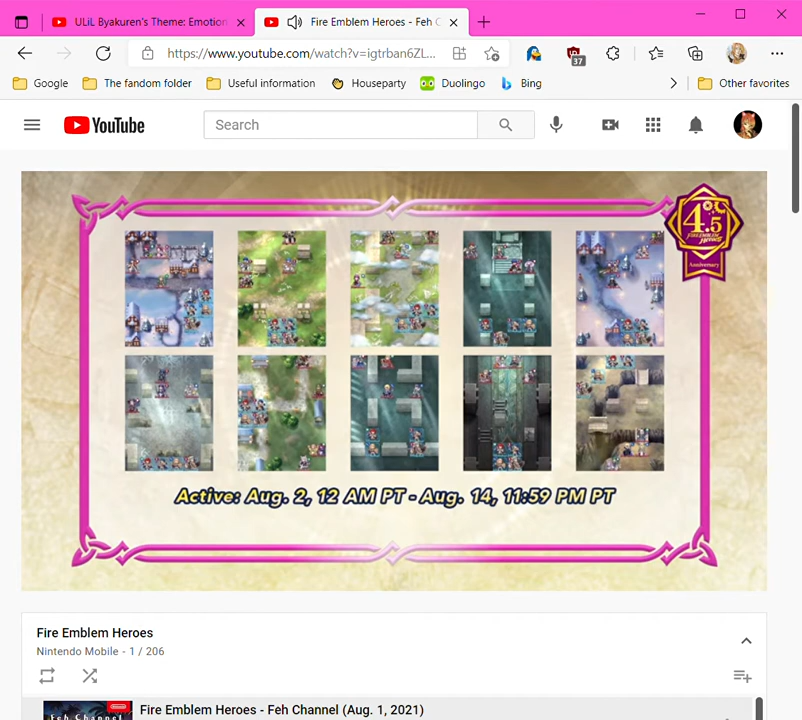 ULiL Byakuren's Theme: Emotion
Fire Emblem Heroes - Feh C
https://www.youtube.com/watch?v=igtrban6ZL...
37
Google
The fandom folder
Useful information
Houseparty
Duolingo
Bing
Other favorites
YouTube
Search
4.5
FIRE EMBLEM
HEROES
Anniversary
Active: Aug. 2, 12 AM PT - Aug. 14, 11:59 PM PT
Fire Emblem Heroes
Nintendo Mobile - 1 / 206
Feh Channel
Fire Emblem Heroes - Feh Channel (Aug. 1, 2021)